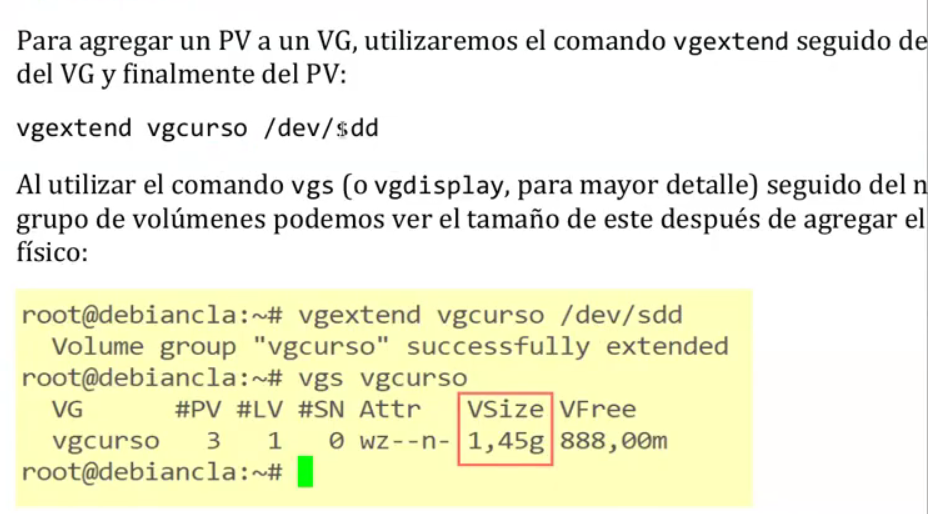 Para agregar un PV a un VG, utilizaremos el comando vgextend seguido de
del VG y finalmente del PV:
vgextend vgcurso /dev/sdd
Al utilizar el comando vgs (o vgdisplay, para mayor detalle) seguido del n
grupo de volúmenes podemos ver el tamaño de este después de agregar el
físico:
root@debiancla:~# vgextend vgcurso /dev/sdd
Volume group "vgcurso" successfully extended
root@debiancla:~# vgs vgcurso
VG #PV #LV #SN Attr VSize VFree
vgcurso 3 1 0 wz--n- 1,45g 888,00m
root@debiancla:~#